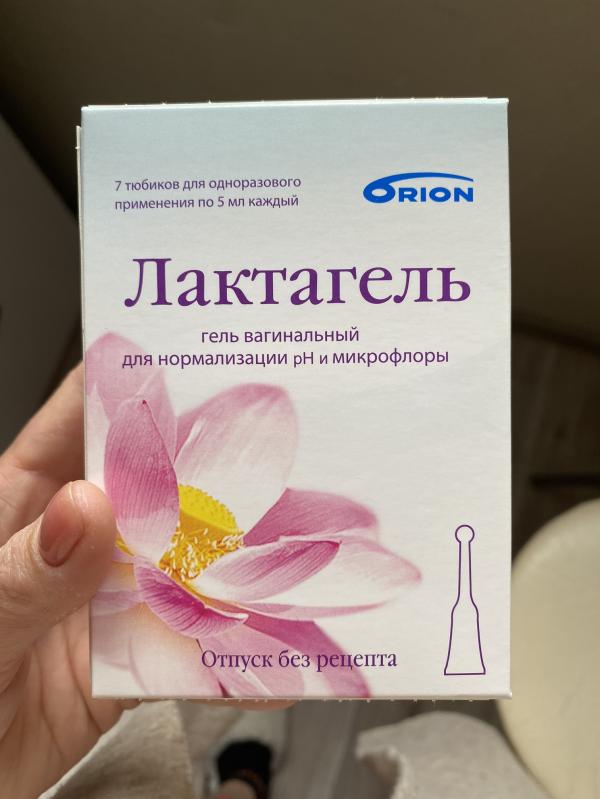 7 тюбиков для одноразового
применения по 5 мл каждый
ORION
Лактагель
гель вагинальный
для нормализации pH и микрофлоры
Отпуск без рецепта